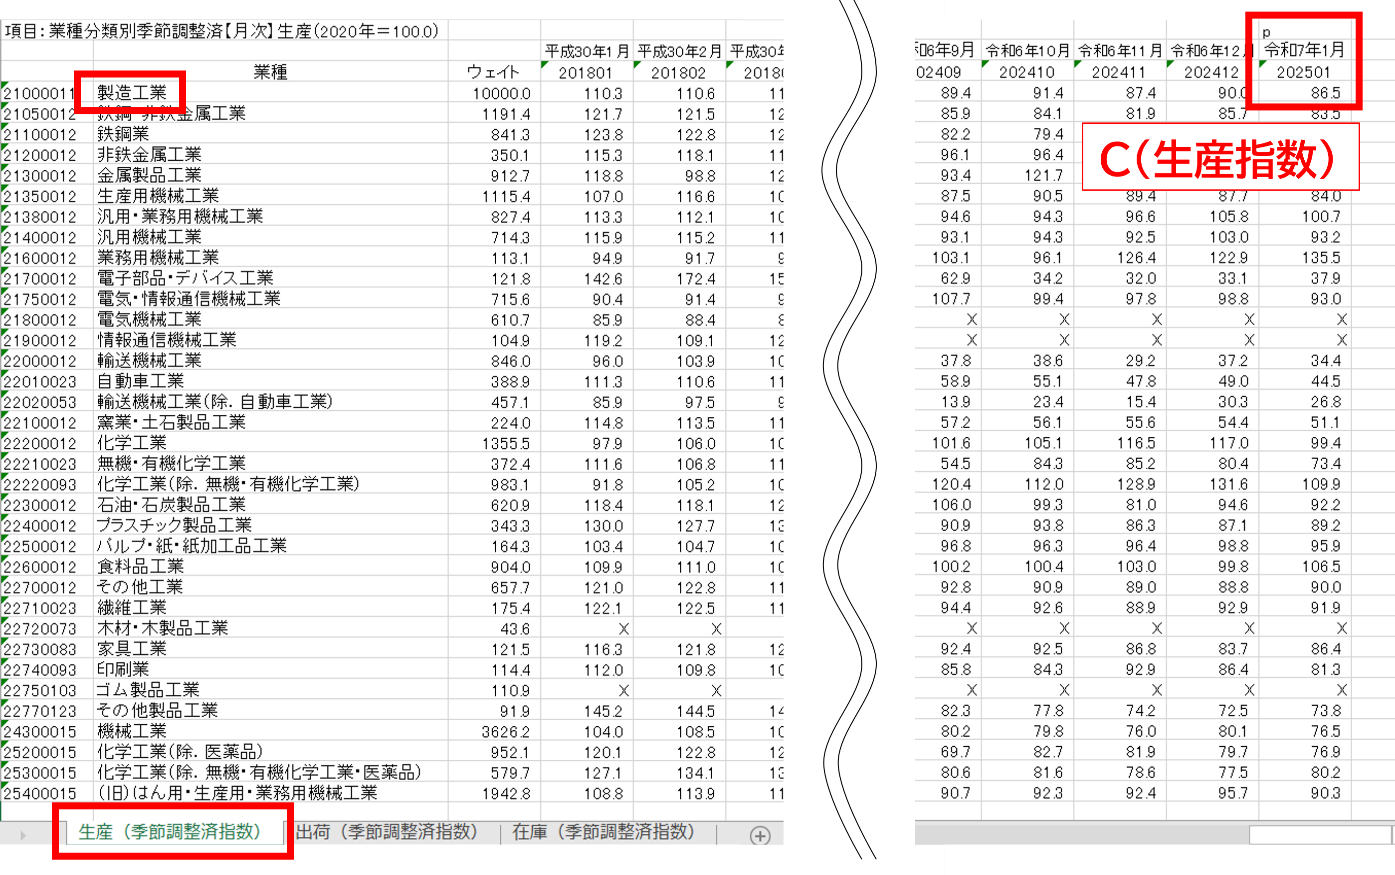 項目：業種分類別季節調整済【月次】生産(2020年＝100.0)
p
平成30年1月 平成30年2月 平成30年 令和6年9月 令和6年10月 令和6年11月 令和6年12月 令和7年1月
業種 ウェイト 201801 201802 20180 02409 202410 202411 202412 202501
21000011 製造工業 10000.0 110.3 110.6 11 89.4 91.4 87.4 90.0 86.5
21050012 鉄鋼・非鉄金属工業 1191.4 121.7 121.5 12 85.9 84.1 81.9 85.7 83.5
21100012 鉄鋼業 841.3 123.8 122.8 12 82.2 79.4
C(生産指数)
21200012 非鉄金属工業 350.1 115.3 118.1 11 96.1 96.4
21300012 金属製品工業 912.7 118.8 98.8 12 93.4 121.7
21350012 生産用機械工業 1115.4 107.0 116.6 10 87.5 90.5 89.4 87.7 84.0
21380012 汎用・業務用機械工業 827.4 113.3 112.1 10 94.6 94.3 96.6 105.8 100.7
21400012 汎用機械工業 714.3 115.9 115.2 11 93.1 94.3 92.5 103.0 93.2
21600012 業務用機械工業 113.1 94.9 91.7 9 103.1 96.1 126.4 122.9 135.5
21700012 電子部品・デバイス工業 121.8 142.6 172.4 15 62.9 34.2 32.0 33.1 37.9
21750012 電気・情報通信機械工業 715.6 90.4 91.4 9 107.7 99.4 97.8 98.8 93.0
21800012 電気機械工業 610.7 85.9 88.4 8 X X X X X
21900012 情報通信機械工業 104.9 119.2 109.1 12 X X X X X
22000012 輸送機械工業 846.0 96.0 103.9 10 37.8 38.6 29.2 37.2 34.4
22010023 自動車工業 388.9 111.3 110.6 11 58.9 55.1 47.8 49.0 44.5
22020053 輸送機械工業(除．自動車工業) 457.1 85.9 97.5 9 13.9 23.4 15.4 30.3 26.8
22100012 窯業・土石製品工業 224.0 114.8 113.5 11 57.2 56.1 55.6 54.4 51.1
22200012 化学工業 1355.5 97.9 106.0 10 101.6 105.1 116.5 117.0 99.4
22210023 無機・有機化学工業 372.4 111.6 106.8 11 54.5 84.3 85.2 80.4 73.4
22220093 化学工業(除．無機・有機化学工業) 983.1 91.8 105.2 10 120.4 112.0 128.9 131.6 109.9
22300012 石油・石炭製品工業 620.9 118.4 118.1 12 106.0 99.3 81.0 94.6 92.2
22400012 プラスチック製品工業 343.3 130.0 127.7 13 90.9 93.8 86.3 87.1 89.2
22500012 パルプ・紙・紙加工品工業 164.3 103.4 104.7 10 96.8 96.3 96.4 98.8 95.9
22600012 食料品工業 904.0 109.9 111.0 10 100.2 100.4 103.0 99.8 106.5
22700012 その他工業 657.7 121.0 122.8 11 92.8 90.9 89.0 88.8 90.0
22710023 繊維工業 175.4 122.1 122.5 11 94.4 92.6 88.9 92.9 91.9
22720073 木材・木製品工業 43.6 X X X X X X X
22730083 家具工業 121.5 116.3 121.8 12 92.4 92.5 86.8 83.7 86.4
22740093 印刷業 114.4 112.0 109.8 10 85.8 84.3 92.9 86.4 81.3
22750103 ゴム製品工業 110.9 X X X X X X X
22770123 その他製品工業 91.9 145.2 144.5 14 82.3 77.8 74.2 72.5 73.8
24300015 機械工業 3626.2 104.0 108.5 10 80.2 79.8 76.0 80.1 76.5
25200015 化学工業(除．医薬品) 952.1 120.1 122.8 12 69.7 82.7 81.9 79.7 76.9
25300015 化学工業(除．無機・有機化学工業・医薬品) 579.7 127.1 134.1 13 80.6 81.6 78.6 77.5 80.2
25400015 (旧)はん用・生産用・業務用機械工業 1942.8 108.8 113.9 11 90.7 92.3 92.4 95.7 90.3
生産（季節調整済指数） 出荷（季節調整済指数） 在庫（季節調整済指数）